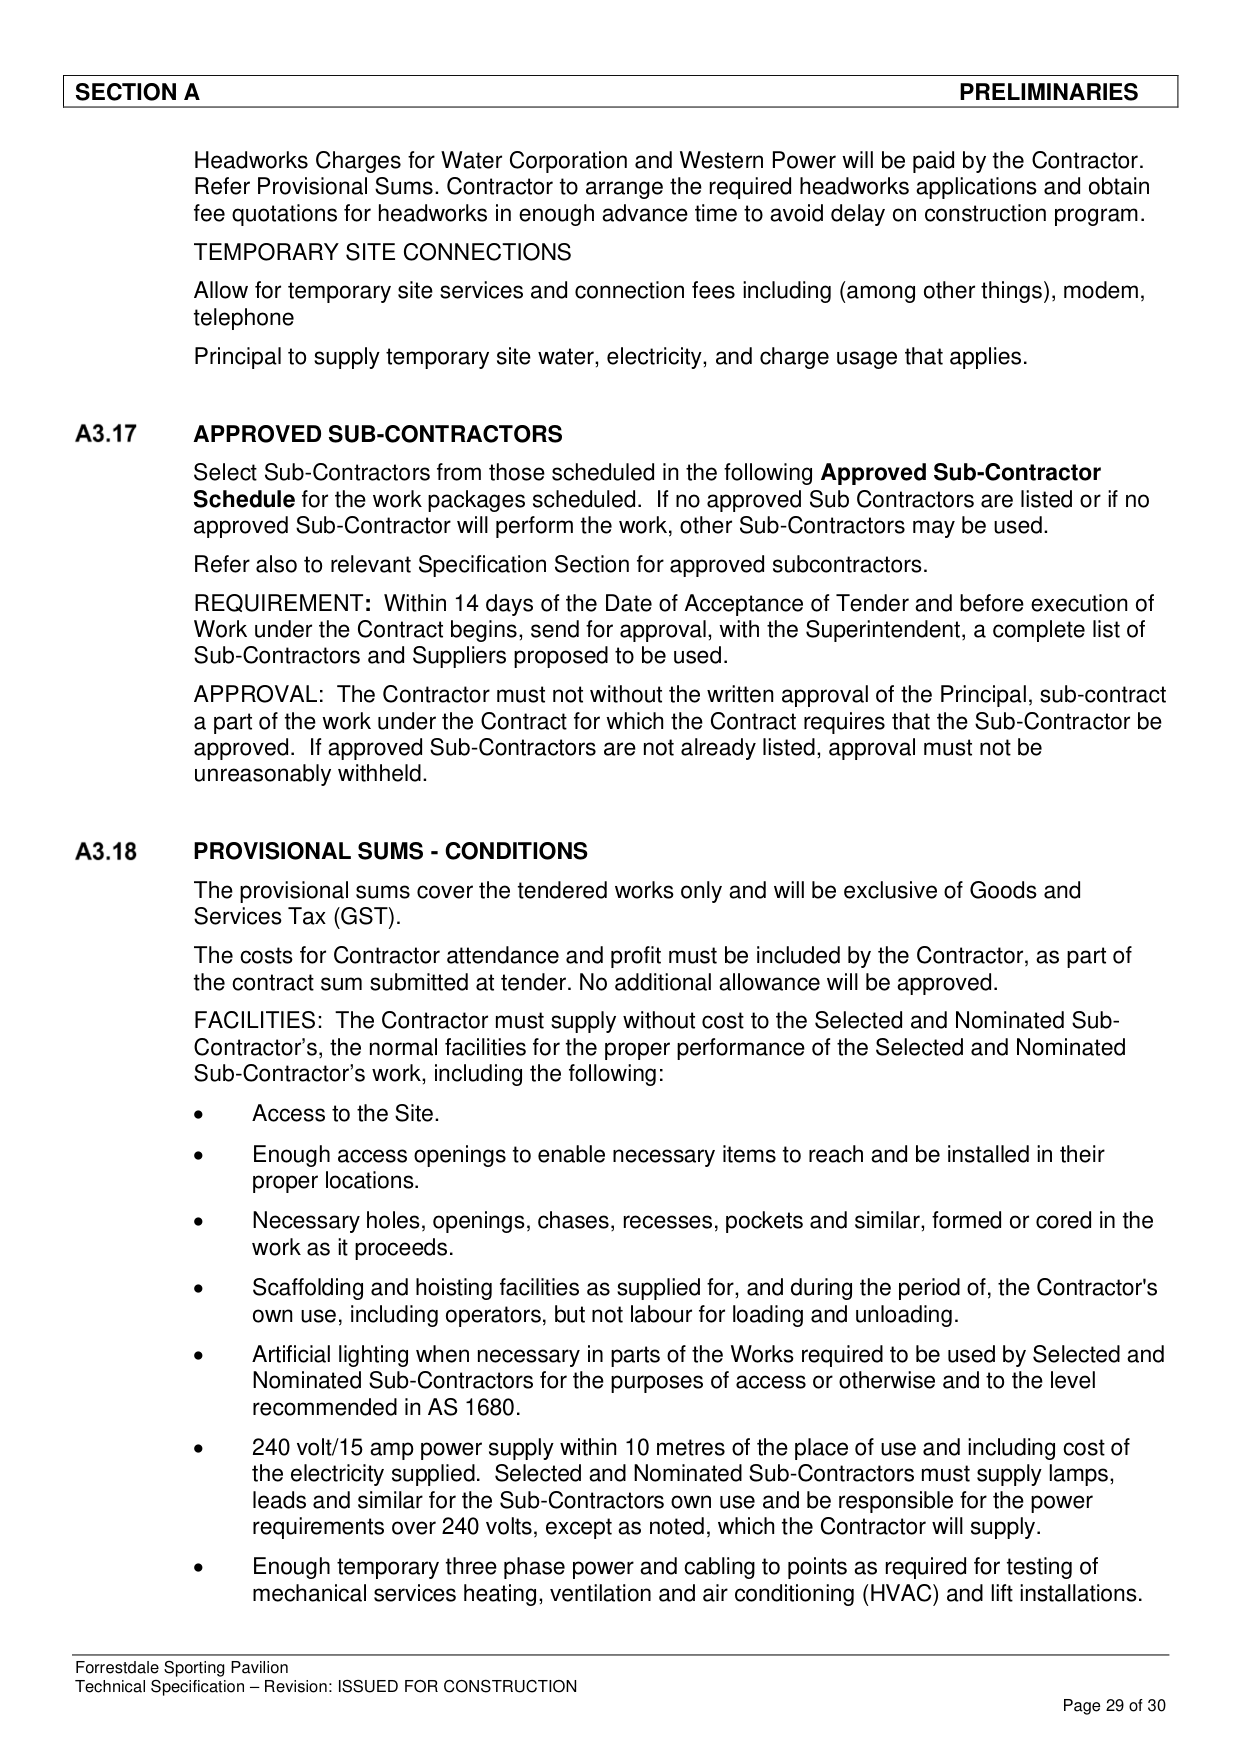 SECTION A PRELIMINARIES
Headworks Charges for Water Corporation and Western Power will be paid by the Contractor.
Refer Provisional Sums. Contractor to arrange the required headworks applications and obtain
fee quotations for headworks in enough advance time to avoid delay on construction program.
TEMPORARY SITE CONNECTIONS
Allow for temporary site services and connection fees including (among other things), modem,
telephone
Principal to supply temporary site water, electricity, and charge usage that applies.
A3.17 APPROVED SUB-CONTRACTORS
Select Sub-Contractors from those scheduled in the following Approved Sub-Contractor
Schedule for the work packages scheduled.  If no approved Sub Contractors are listed or if no
approved Sub-Contractor will perform the work, other Sub-Contractors may be used.
Refer also to relevant Specification Section for approved subcontractors.
REQUIREMENT:  Within 14 days of the Date of Acceptance of Tender and before execution of
Work under the Contract begins, send for approval, with the Superintendent, a complete list of
Sub-Contractors and Suppliers proposed to be used.
APPROVAL:  The Contractor must not without the written approval of the Principal, sub-contract
a part of the work under the Contract for which the Contract requires that the Sub-Contractor be
approved.  If approved Sub-Contractors are not already listed, approval must not be
unreasonably withheld.
A3.18 PROVISIONAL SUMS - CONDITIONS
The provisional sums cover the tendered works only and will be exclusive of Goods and
Services Tax (GST).
The costs for Contractor attendance and profit must be included by the Contractor, as part of
the contract sum submitted at tender. No additional allowance will be approved.
FACILITIES:  The Contractor must supply without cost to the Selected and Nominated Sub-
Contractor’s, the normal facilities for the proper performance of the Selected and Nominated
Sub-Contractor’s work, including the following:
• Access to the Site.
• Enough access openings to enable necessary items to reach and be installed in their
proper locations.
• Necessary holes, openings, chases, recesses, pockets and similar, formed or cored in the
work as it proceeds.
• Scaffolding and hoisting facilities as supplied for, and during the period of, the Contractor's
own use, including operators, but not labour for loading and unloading.
• Artificial lighting when necessary in parts of the Works required to be used by Selected and
Nominated Sub-Contractors for the purposes of access or otherwise and to the level
recommended in AS 1680.
• 240 volt/15 amp power supply within 10 metres of the place of use and including cost of
the electricity supplied.  Selected and Nominated Sub-Contractors must supply lamps,
leads and similar for the Sub-Contractors own use and be responsible for the power
requirements over 240 volts, except as noted, which the Contractor will supply.
• Enough temporary three phase power and cabling to points as required for testing of
mechanical services heating, ventilation and air conditioning (HVAC) and lift installations.
Forrestdale Sporting Pavilion
Technical Specification – Revision: ISSUED FOR CONSTRUCTION
Page 29 of 30